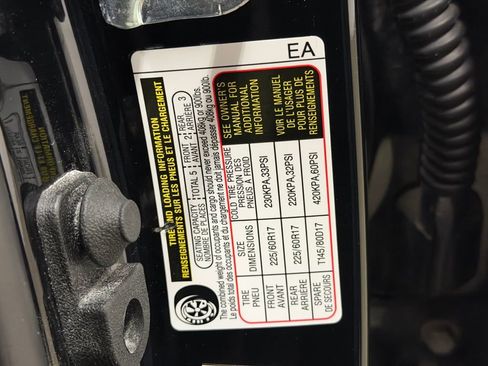 EA
TIRE AND LOADING INFORMATION
RENSEIGNEMENTS SUR LES PNEUS ET LE CHARGEMENT
SEATING CAPACITY TOTAL 5 FRONT 2 REAR 3
NOMBRE DE PLACES AVANT ARRIÈRE
The combined weight of occupants and cargo should never exceed 408kg or 900lbs.
Le poids total des occupants et du chargement ne doit jamais dépasser 408kg ou 900lb.
TIRE SIZE COLD TIRE PRESSURE
PNEU DIMENSIONS PRESSION DES PNEUS À FROID
FRONT 225/60R17 230KPA,33PSI
AVANT
REAR 225/60R17 220KPA,32PSI
ARRIÈRE
SPARE T145/80D17 420KPA,60PSI
DE SECOURS
SEE OWNER'S
MANUAL FOR
ADDITIONAL
INFORMATION
VOIR LE MANUEL
DE L'USAGER
POUR PLUS DE
RENSEIGNEMENTS